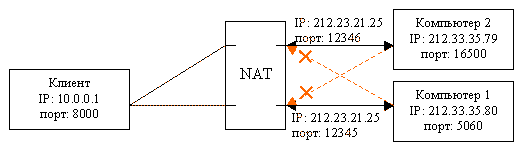 IP: 212.23.21.25
порт: 12346
Компьютер 2
IP: 212.33.35.79
порт: 16500
NAT
Клиент
IP: 10.0.0.1
порт: 8000
Компьютер 1
IP: 212.33.35.80
порт: 5060
IP: 212.23.21.25
порт: 12345